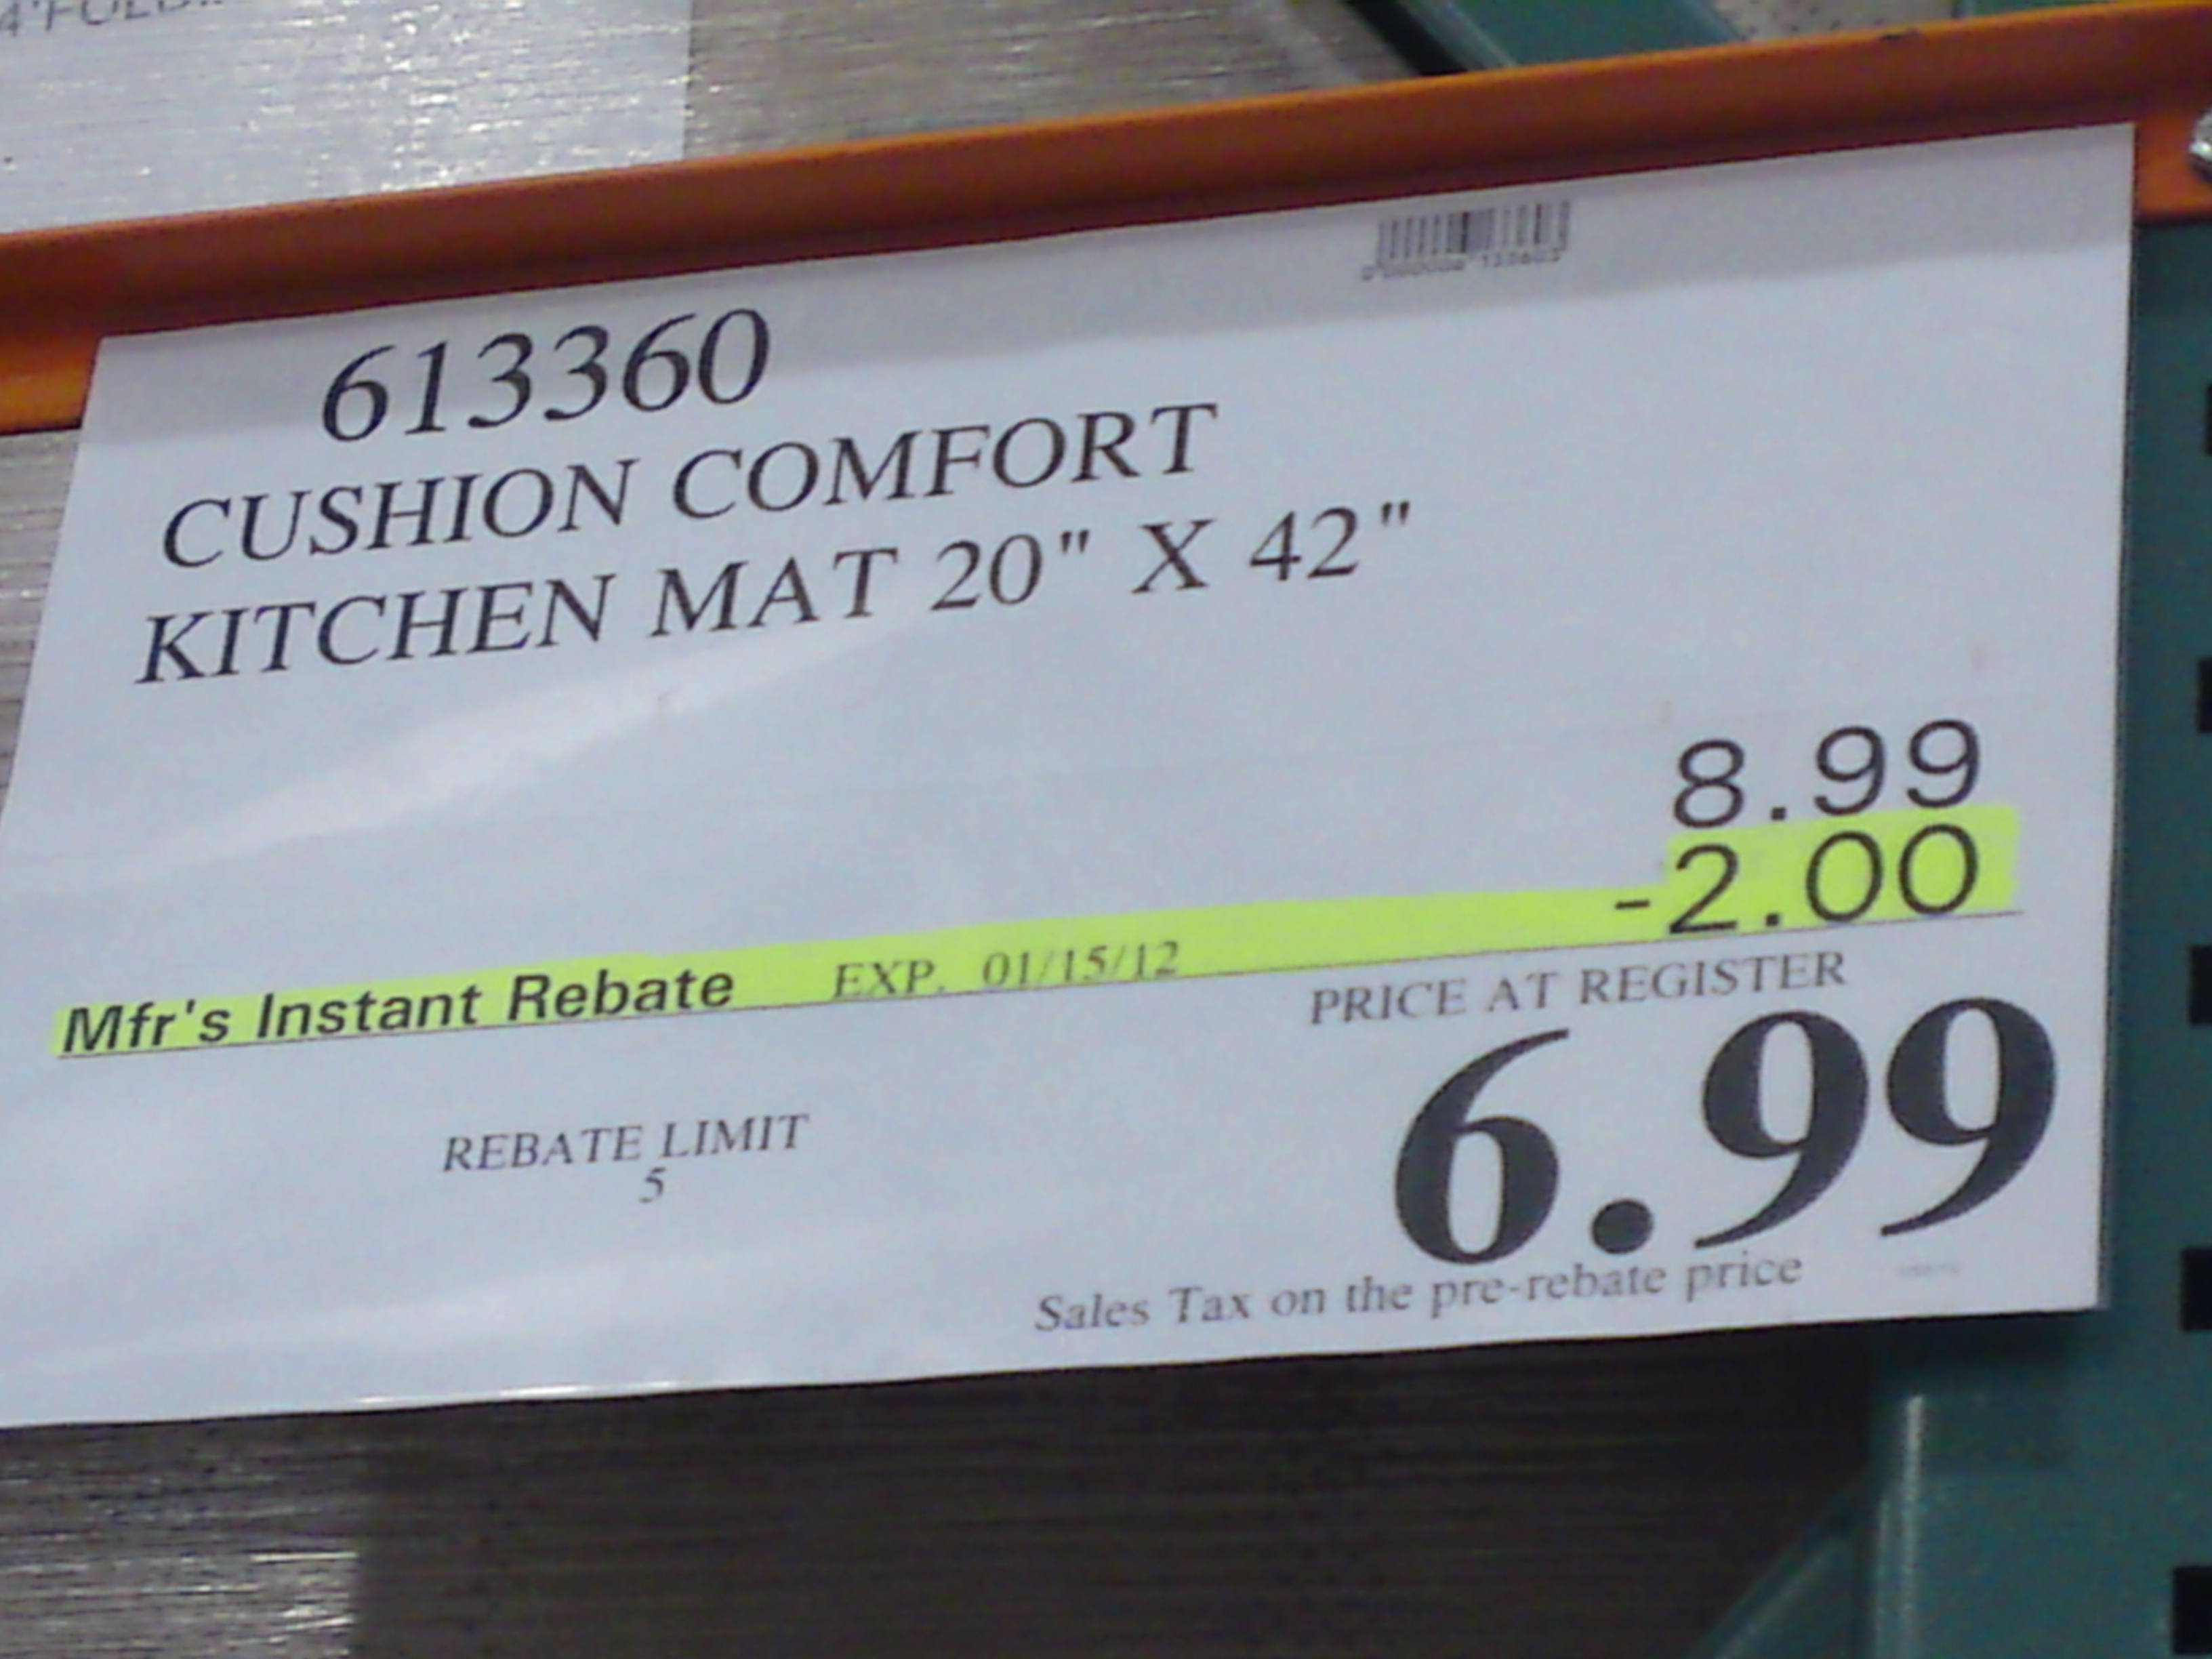 613360
CUSHION COMFORT
KITCHEN MAT 20" X 42"
8.99
-2.00
Mfr's Instant Rebate EXP. 01/15/12
PRICE AT REGISTER
6.99
REBATE LIMIT
5
Sales Tax on the pre-rebate price